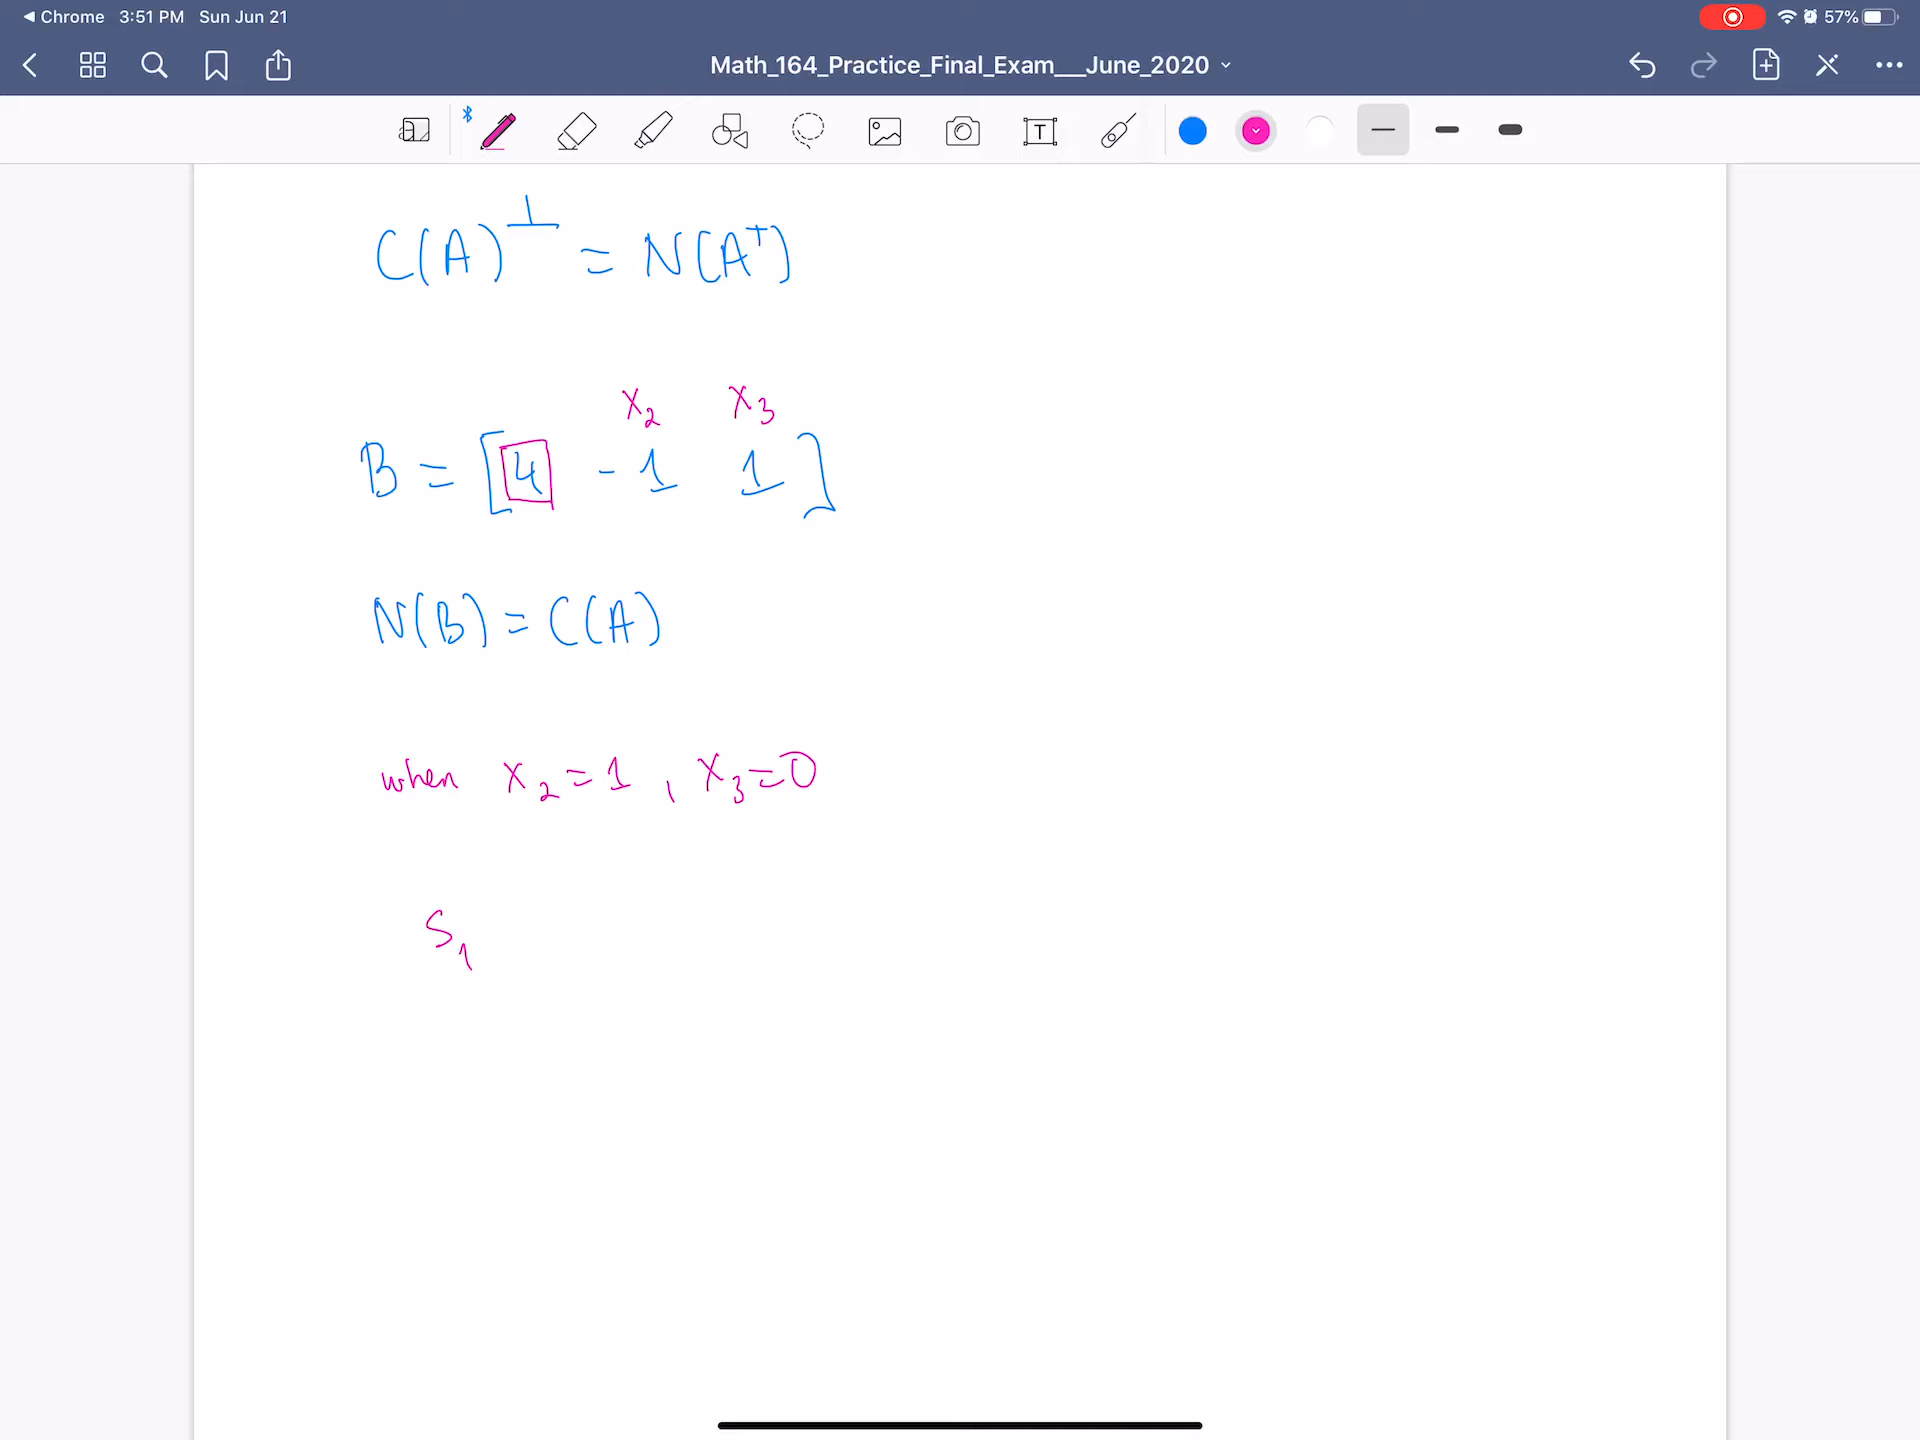 Chrome 3:51 PM Sun Jun 21 57%
Math_164_Practice_Final_Exam___June_2020
C(A)^⊥ = N(A^T)
x₂ x₃
B = [4 -1 1]
N(B) = C(A)
when x₂=1, x₃=0
S₁